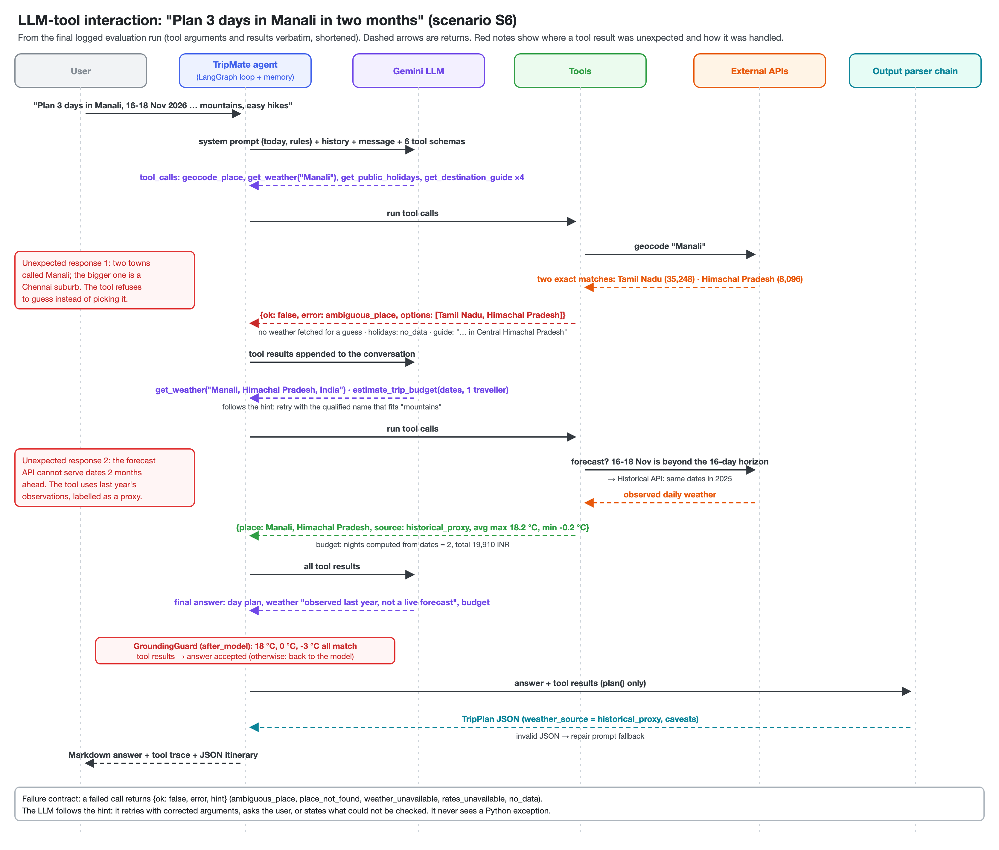 LLM-tool interaction: "Plan 3 days in Manali in two months" (scenario S6)
From the final logged evaluation run (tool arguments and results verbatim, shortened). Dashed arrows are returns. Red notes show where a tool result was unexpected and how it was handled.
User
TripMate agent
(LangGraph loop + memory)
Gemini LLM
Tools
External APIs
Output parser chain
"Plan 3 days in Manali, 16-18 Nov 2026 … mountains, easy hikes"
system prompt (today, rules) + history + message + 6 tool schemas
tool_calls: geocode_place, get_weather("Manali"), get_public_holidays, get_destination_guide ×4
run tool calls
geocode "Manali"
Unexpected response 1: two towns
called Manali; the bigger one is a
Chennai suburb. The tool refuses
to guess instead of picking it.
two exact matches: Tamil Nadu (35,248) · Himachal Pradesh (8,096)
{ok: false, error: ambiguous_place, options: [Tamil Nadu, Himachal Pradesh]}
no weather fetched for a guess · holidays: no_data · guide: "… in Central Himachal Pradesh"
tool results appended to the conversation
get_weather("Manali, Himachal Pradesh, India") · estimate_trip_budget(dates, 1 traveller)
follows the hint: retry with the qualified name that fits "mountains"
run tool calls
Unexpected response 2: the forecast
API cannot serve dates 2 months
ahead. The tool uses last year's
observations, labelled as a proxy.
forecast? 16-18 Nov is beyond the 16-day horizon
→ Historical API: same dates in 2025
observed daily weather
{place: Manali, Himachal Pradesh, source: historical_proxy, avg max 18.2 °C, min -0.2 °C}
budget: nights computed from dates = 2, total 19,910 INR
all tool results
final answer: day plan, weather "observed last year, not a live forecast", budget
GroundingGuard (after_model): 18 °C, 0 °C, -3 °C all match
tool results → answer accepted (otherwise: back to the model)
answer + tool results (plan() only)
TripPlan JSON (weather_source = historical_proxy, caveats)
invalid JSON → repair prompt fallback
Markdown answer + tool trace + JSON itinerary
Failure contract: a failed call returns {ok: false, error, hint} (ambiguous_place, place_not_found, weather_unavailable, rates_unavailable, no_data).
The LLM follows the hint: it retries with corrected arguments, asks the user, or states what could not be checked. It never sees a Python exception.